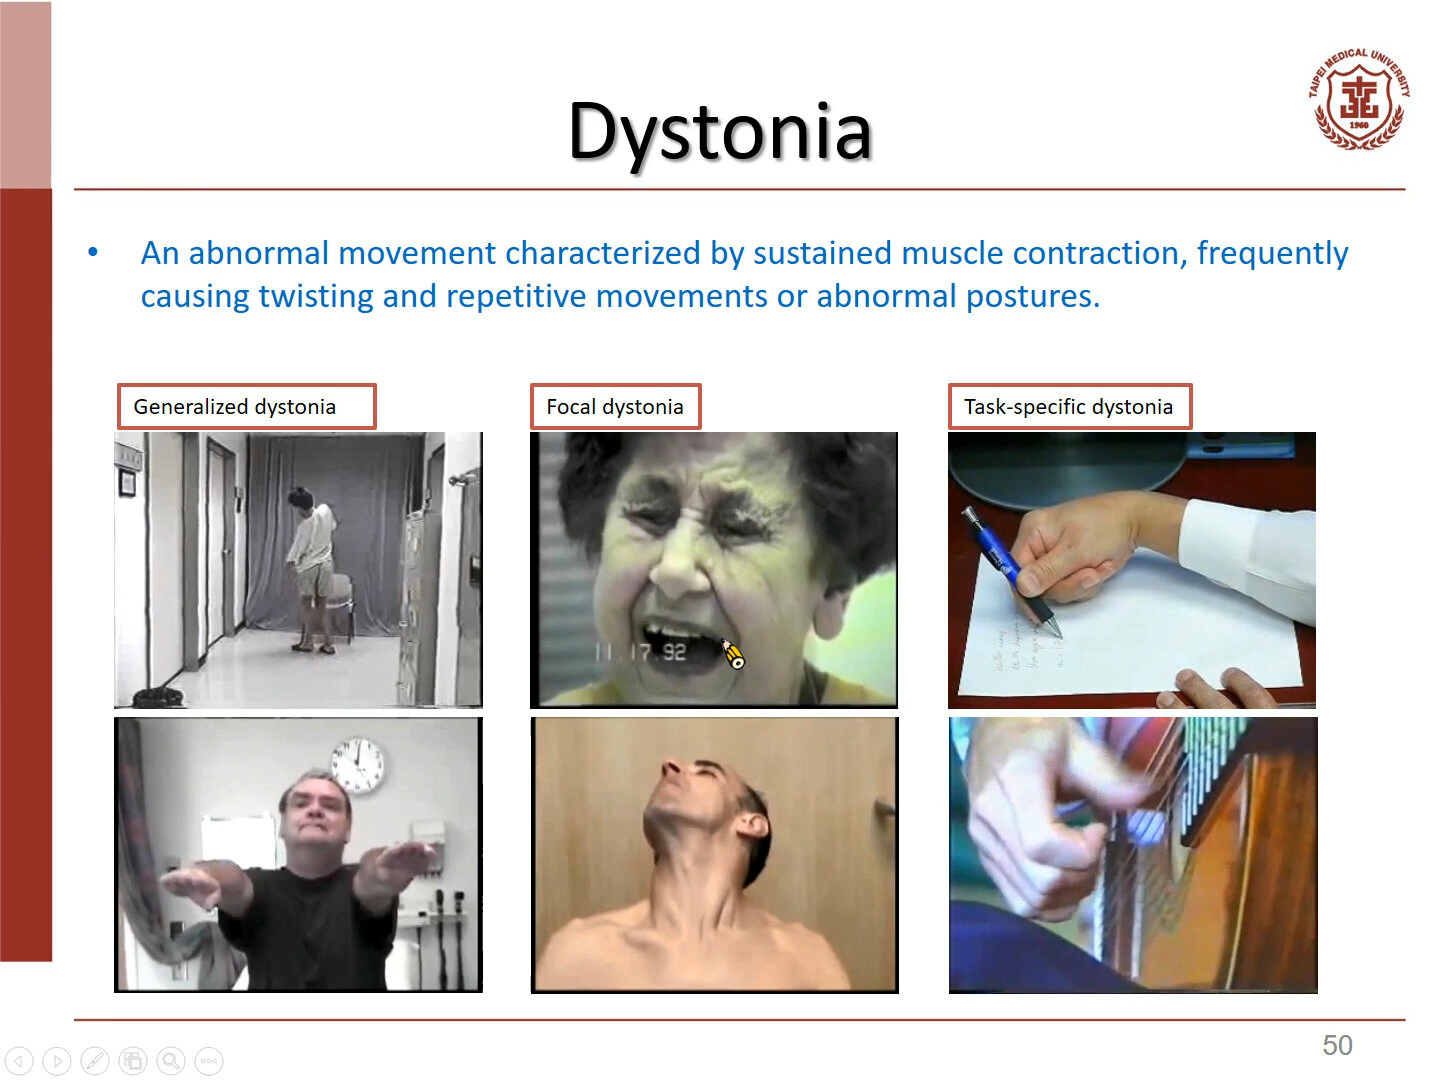 TAIPEI MEDICAL UNIVERSITY
1960
Dystonia
• An abnormal movement characterized by sustained muscle contraction, frequently
causing twisting and repetitive movements or abnormal postures.
Generalized dystonia
Focal dystonia
Task-specific dystonia
11.17.92
50